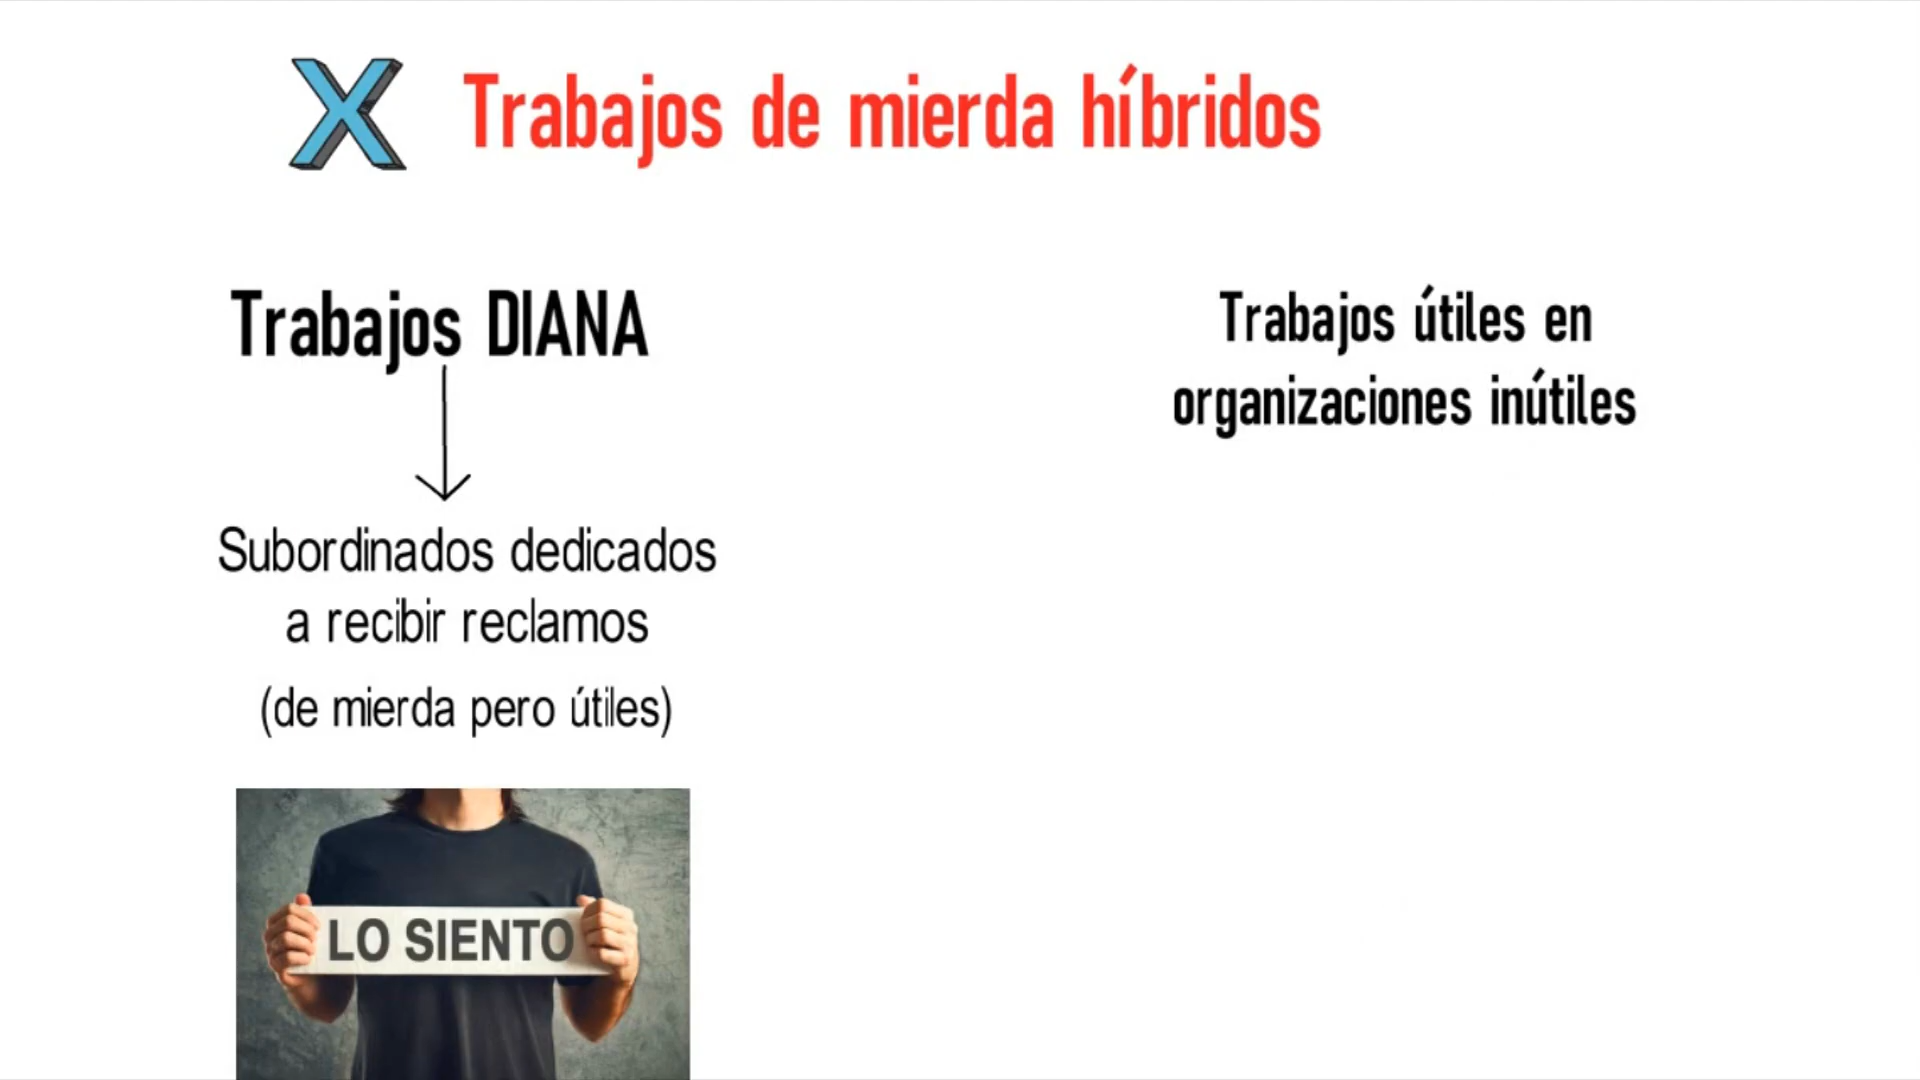 X Trabajos de mierda híbridos
Trabajos DIANA
Subordinados dedicados
a recibir reclamos
(de mierda pero útiles)
LO SIENTO
Trabajos útiles en
organizaciones inútiles